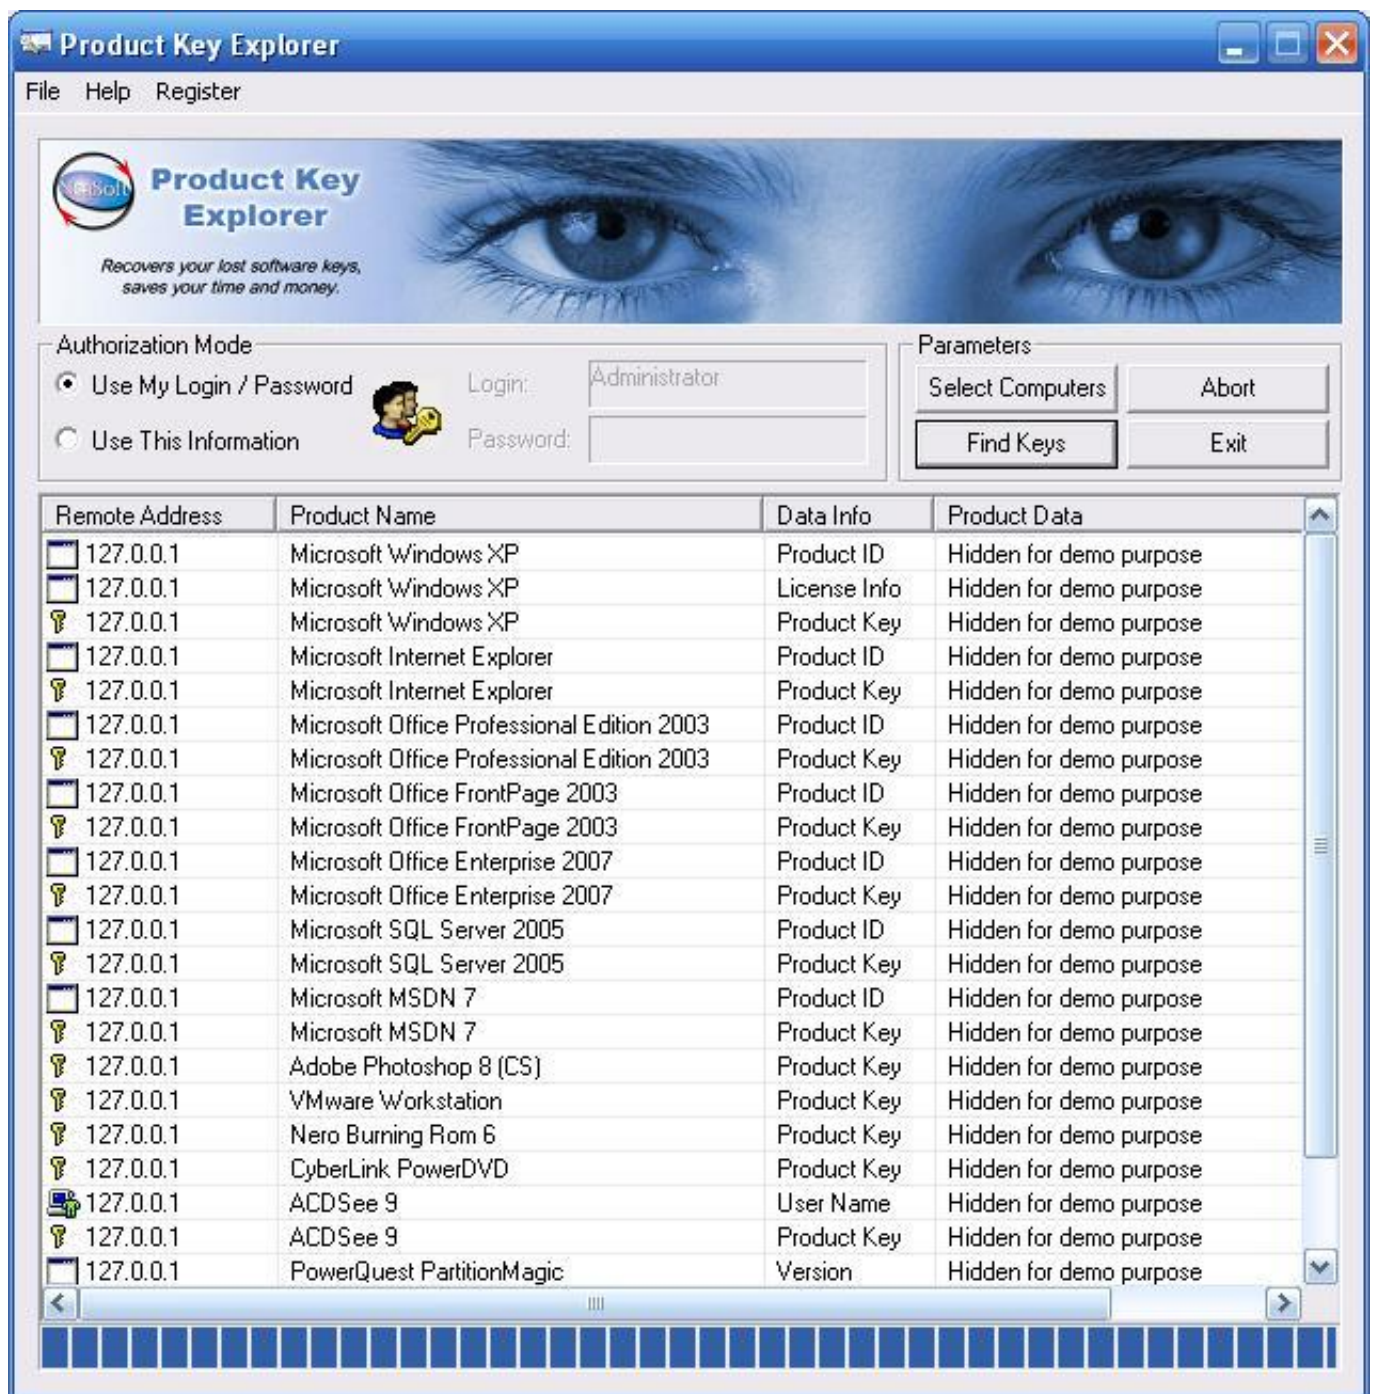 Product Key Explorer
File Help Register
Product Key
Explorer
Recovers your lost software keys,
saves your time and money.
Authorization Mode
Use My Login / Password
Login:
Administrator
Use This Information
Password:
Parameters
Select Computers
Abort
Find Keys
Exit
Remote Address Product Name Data Info Product Data
127.0.0.1 Microsoft Windows XP Product ID Hidden for demo purpose
127.0.0.1 Microsoft Windows XP License Info Hidden for demo purpose
127.0.0.1 Microsoft Windows XP Product Key Hidden for demo purpose
127.0.0.1 Microsoft Internet Explorer Product ID Hidden for demo purpose
127.0.0.1 Microsoft Internet Explorer Product Key Hidden for demo purpose
127.0.0.1 Microsoft Office Professional Edition 2003 Product ID Hidden for demo purpose
127.0.0.1 Microsoft Office Professional Edition 2003 Product Key Hidden for demo purpose
127.0.0.1 Microsoft Office FrontPage 2003 Product ID Hidden for demo purpose
127.0.0.1 Microsoft Office FrontPage 2003 Product Key Hidden for demo purpose
127.0.0.1 Microsoft Office Enterprise 2007 Product ID Hidden for demo purpose
127.0.0.1 Microsoft Office Enterprise 2007 Product Key Hidden for demo purpose
127.0.0.1 Microsoft SQL Server 2005 Product ID Hidden for demo purpose
127.0.0.1 Microsoft SQL Server 2005 Product Key Hidden for demo purpose
127.0.0.1 Microsoft MSDN 7 Product ID Hidden for demo purpose
127.0.0.1 Microsoft MSDN 7 Product Key Hidden for demo purpose
127.0.0.1 Adobe Photoshop 8 (CS) Product Key Hidden for demo purpose
127.0.0.1 VMware Workstation Product Key Hidden for demo purpose
127.0.0.1 Nero Burning Rom 6 Product Key Hidden for demo purpose
127.0.0.1 CyberLink PowerDVD Product Key Hidden for demo purpose
127.0.0.1 ACDSee 9 User Name Hidden for demo purpose
127.0.0.1 ACDSee 9 Product Key Hidden for demo purpose
127.0.0.1 PowerQuest PartitionMagic Version Hidden for demo purpose